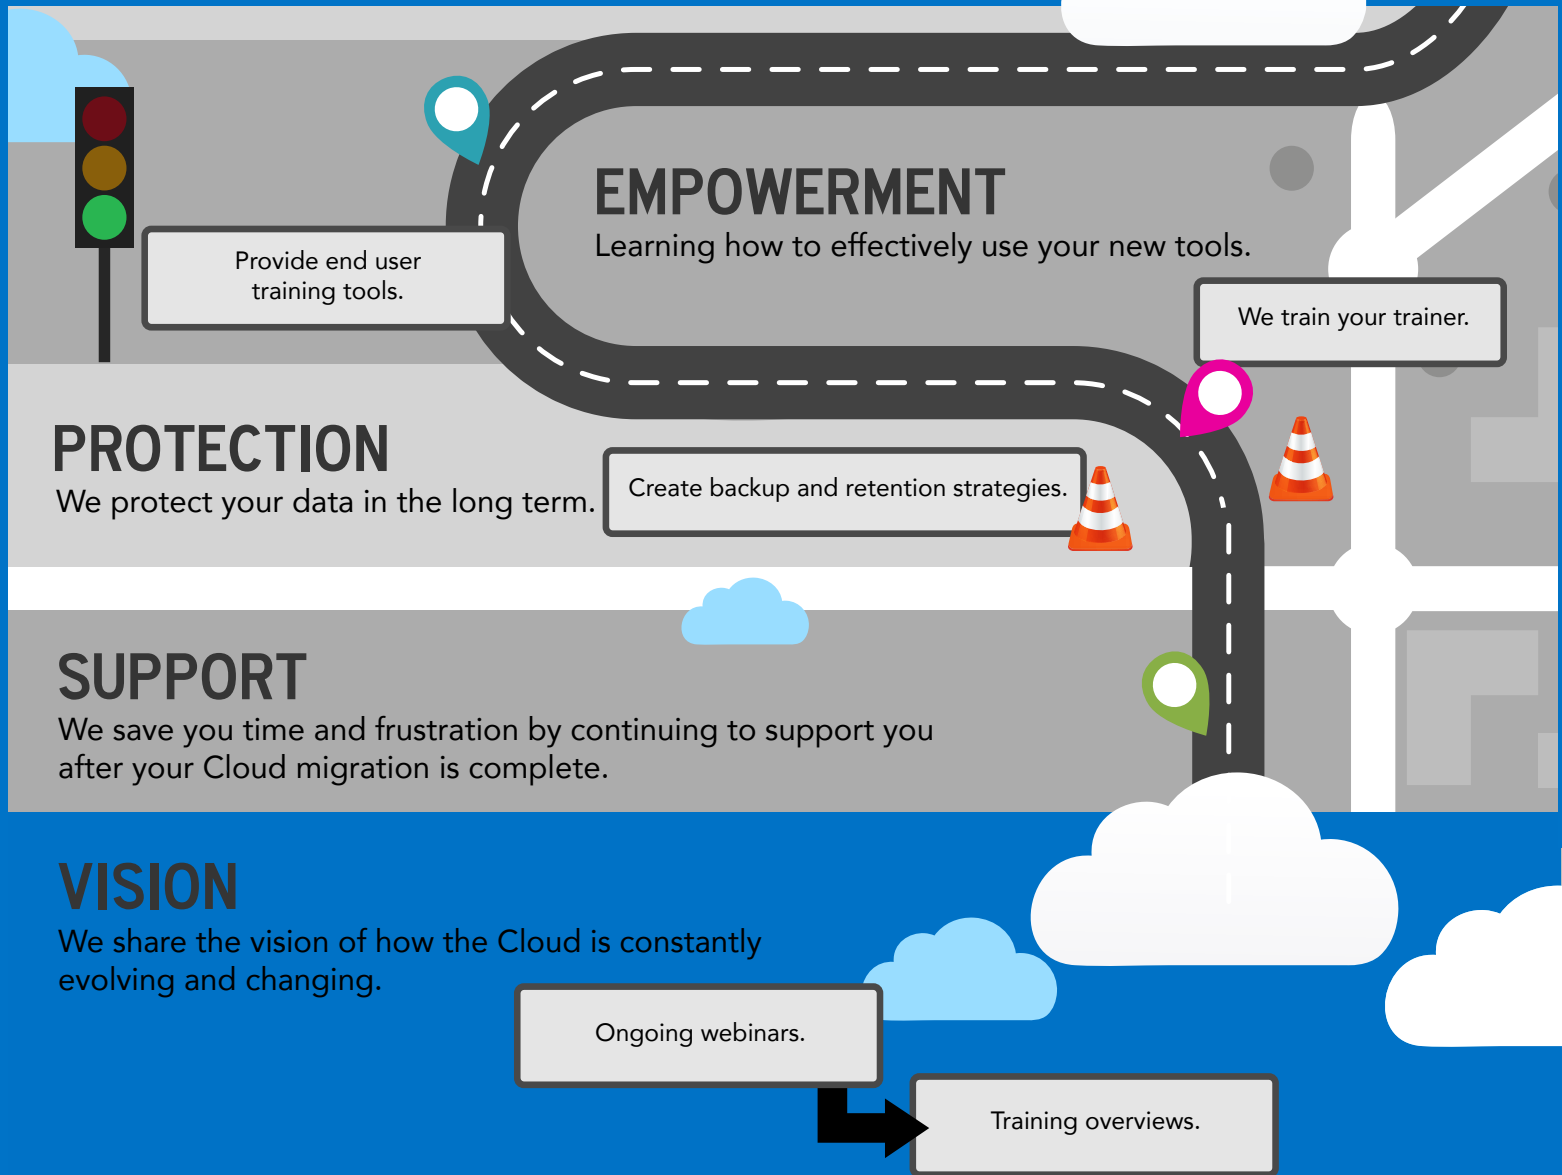 EMPOWERMENT
Learning how to effectively use your new tools.
Provide end user
training tools.
We train your trainer.
PROTECTION
We protect your data in the long term.
Create backup and retention strategies.
SUPPORT
We save you time and frustration by continuing to support you
after your Cloud migration is complete.
VISION
We share the vision of how the Cloud is constantly
evolving and changing.
Ongoing webinars.
Training overviews.